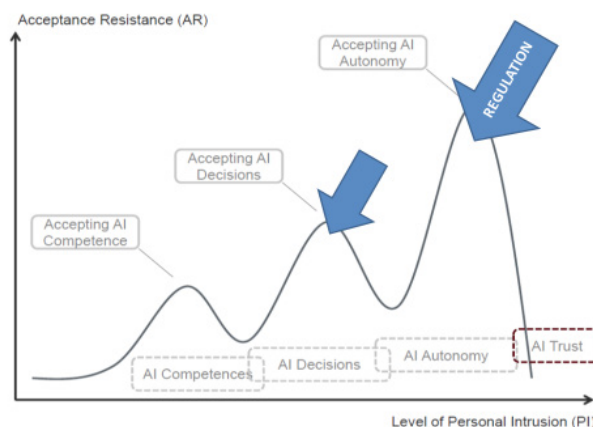 Acceptance Resistance (AR)
Accepting AI
Autonomy
REGULATION
Accepting AI
Decisions
Accepting AI
Competence
AI Competences
AI Decisions
AI Autonomy
AI Trust
Level of Personal Intrusion (PI)